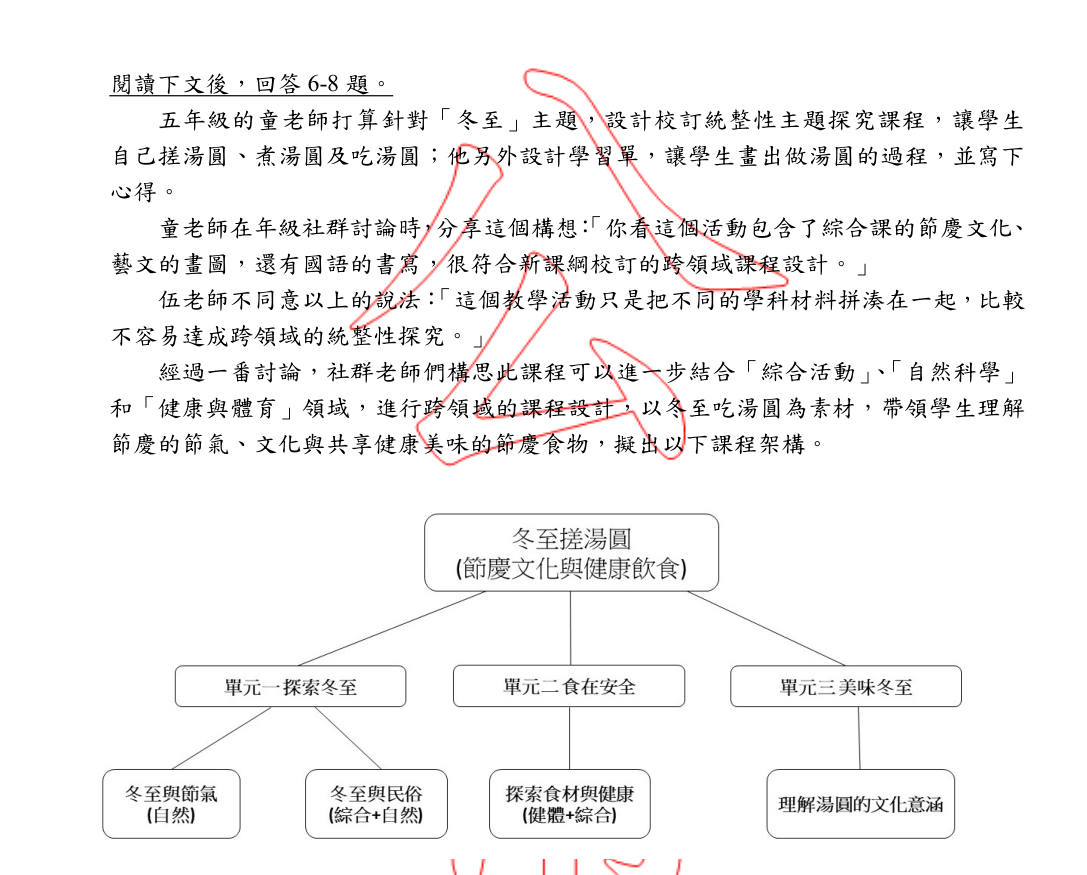 閱讀下文後，回答 6-8 題。
五年級的童老師打算針對「冬至」主題，設計校訂統整性主題探究課程，讓學生
自己搓湯圓、煮湯圓及吃湯圓；他另外設計學習單，讓學生畫出做湯圓的過程，並寫下
心得。
童老師在年級社群討論時，分享這個構想：「你看這個活動包含了綜合課的節慶文化、
藝文的畫圖，還有國語的書寫，很符合新課綱校訂的跨領域課程設計。」
伍老師不同意以上的說法：「這個教學活動只是把不同的學科材料拼湊在一起，比較
不容易達成跨領域的統整性探究。」
經過一番討論，社群老師們構思此課程可以進一步結合「綜合活動」、「自然科學」
和「健康與體育」領域，進行跨領域的課程設計，以冬至吃湯圓為素材，帶領學生理解
節慶的節氣、文化與共享健康美味的節慶食物，擬出以下課程架構。
冬至搓湯圓
(節慶文化與健康飲食)
單元一探索冬至
單元二食在安全
單元三美味冬至
冬至與節氣
(自然)
冬至與民俗
(綜合+自然)
探索食材與健康
(健體+綜合)
理解湯圓的文化意涵